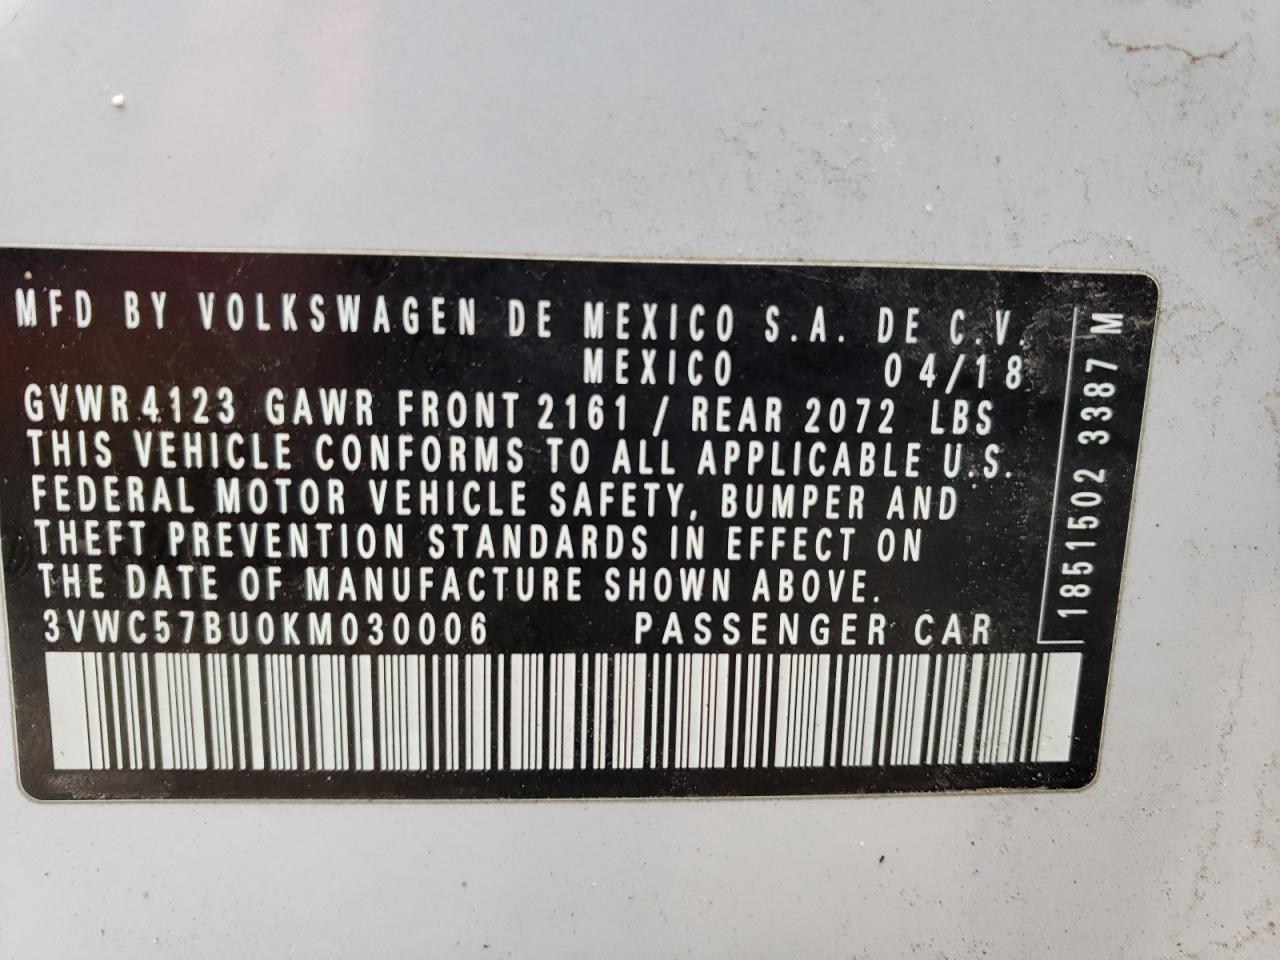 MFD BY VOLKSWAGEN DE MEXICO S.A. DE C.V.
MEXICO 04/18
GVWR 4123 GAWR FRONT 2161 / REAR 2072 LBS
THIS VEHICLE CONFORMS TO ALL APPLICABLE U.S.
FEDERAL MOTOR VEHICLE SAFETY, BUMPER AND
THEFT PREVENTION STANDARDS IN EFFECT ON
THE DATE OF MANUFACTURE SHOWN ABOVE.
3VWC57BU0KM030006 PASSENGER CAR
1851502 3387 M